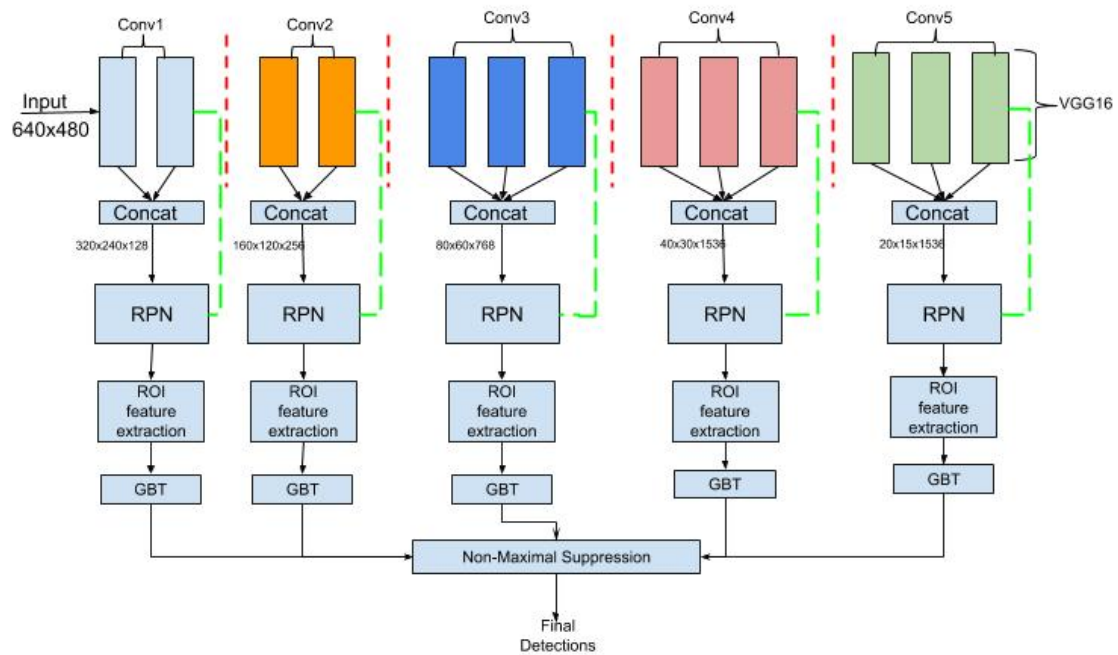 Conv1
Conv2
Conv3
Conv4
Conv5
Input
640x480
VGG16
Concat
Concat
Concat
Concat
Concat
320x240x128
160x120x256
80x60x768
40x30x1536
20x15x1536
RPN
RPN
RPN
RPN
RPN
ROI
feature
extraction
ROI
feature
extraction
ROI
feature
extraction
ROI
feature
extraction
ROI
feature
extraction
GBT
GBT
GBT
GBT
GBT
Non-Maximal Suppression
Final
Detections